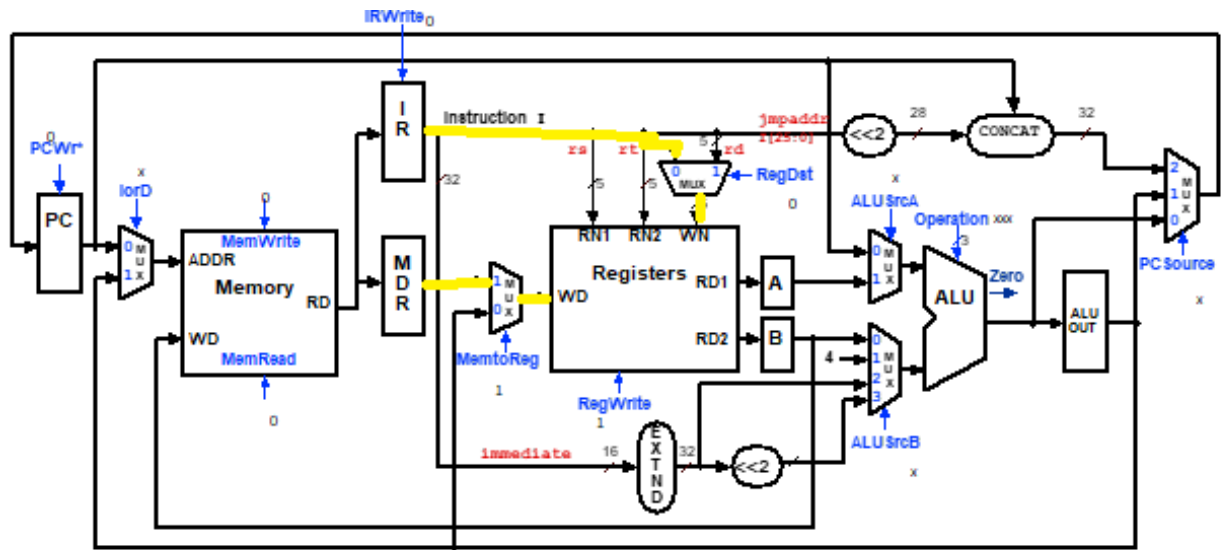 IRWrite 0
I
R
Instruction I
jmpaddr
I[25:0]
<<2
28
CONCAT
32
rs
rt
5
rd
0 1
MUX
RegDst
0
5
5
32
0
PCWr*
x
IorD
PC
0
1
M
U
X
0
MemWrite
ADDR
Memory
RD
WD
MemRead
0
M
D
R
1
0
M
U
X
MemtoReg
1
RN1 RN2 WN
Registers
WD
RD1
RD2
RegWrite
1
A
B
4
x
ALUSrcA
0
1
M
U
X
Operation xxx
3
ALU
Zero
0
1
2
3
M
U
X
ALUSrcB
x
ALU
OUT
2
1
0
M
U
X
PCSource
x
immediate
16
E
X
T
N
D
32
<<2